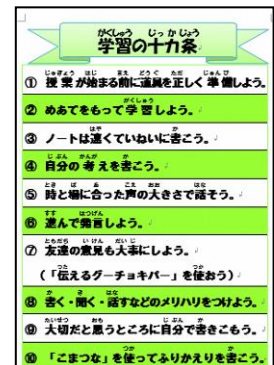 学習の十カ条
① 授業が始まる前に道具を正しく準備しよう。
② めあてをもって学習しよう。
③ ノートは速くていねいに書こう。
④ 自分の考えを書こう。
⑤ 時と場に合った声の大きさで話そう。
⑥ 進んで発言しよう。
⑦ 友達の意見も大事にしよう。
（「伝えるグーチョキパー」を使おう）
⑧ 書く・聞く・話すなどのメリハリをつけよう。
⑨ 大切だと思うところに自分で書きこもう。
⑩ 「こまつな」を使ってふりかえりを書こう。